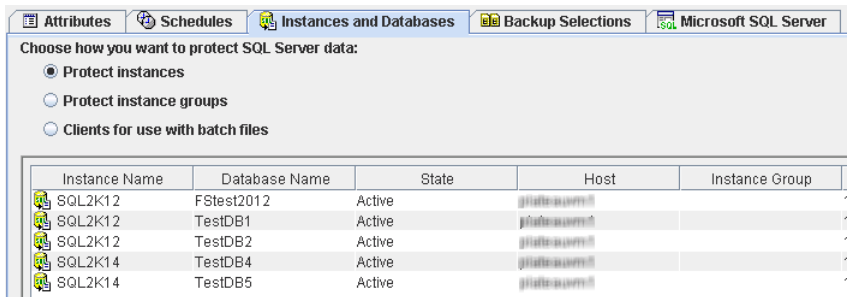 Attributes Schedules Instances and Databases Backup Selections Microsoft SQL Server
Choose how you want to protect SQL Server data:
Protect instances
Protect instance groups
Clients for use with batch files
Instance Name Database Name State Host Instance Group
SQL2K12 FStest2012 Active
SQL2K12 TestDB1 Active
SQL2K12 TestDB2 Active
SQL2K14 TestDB4 Active
SQL2K14 TestDB5 Active